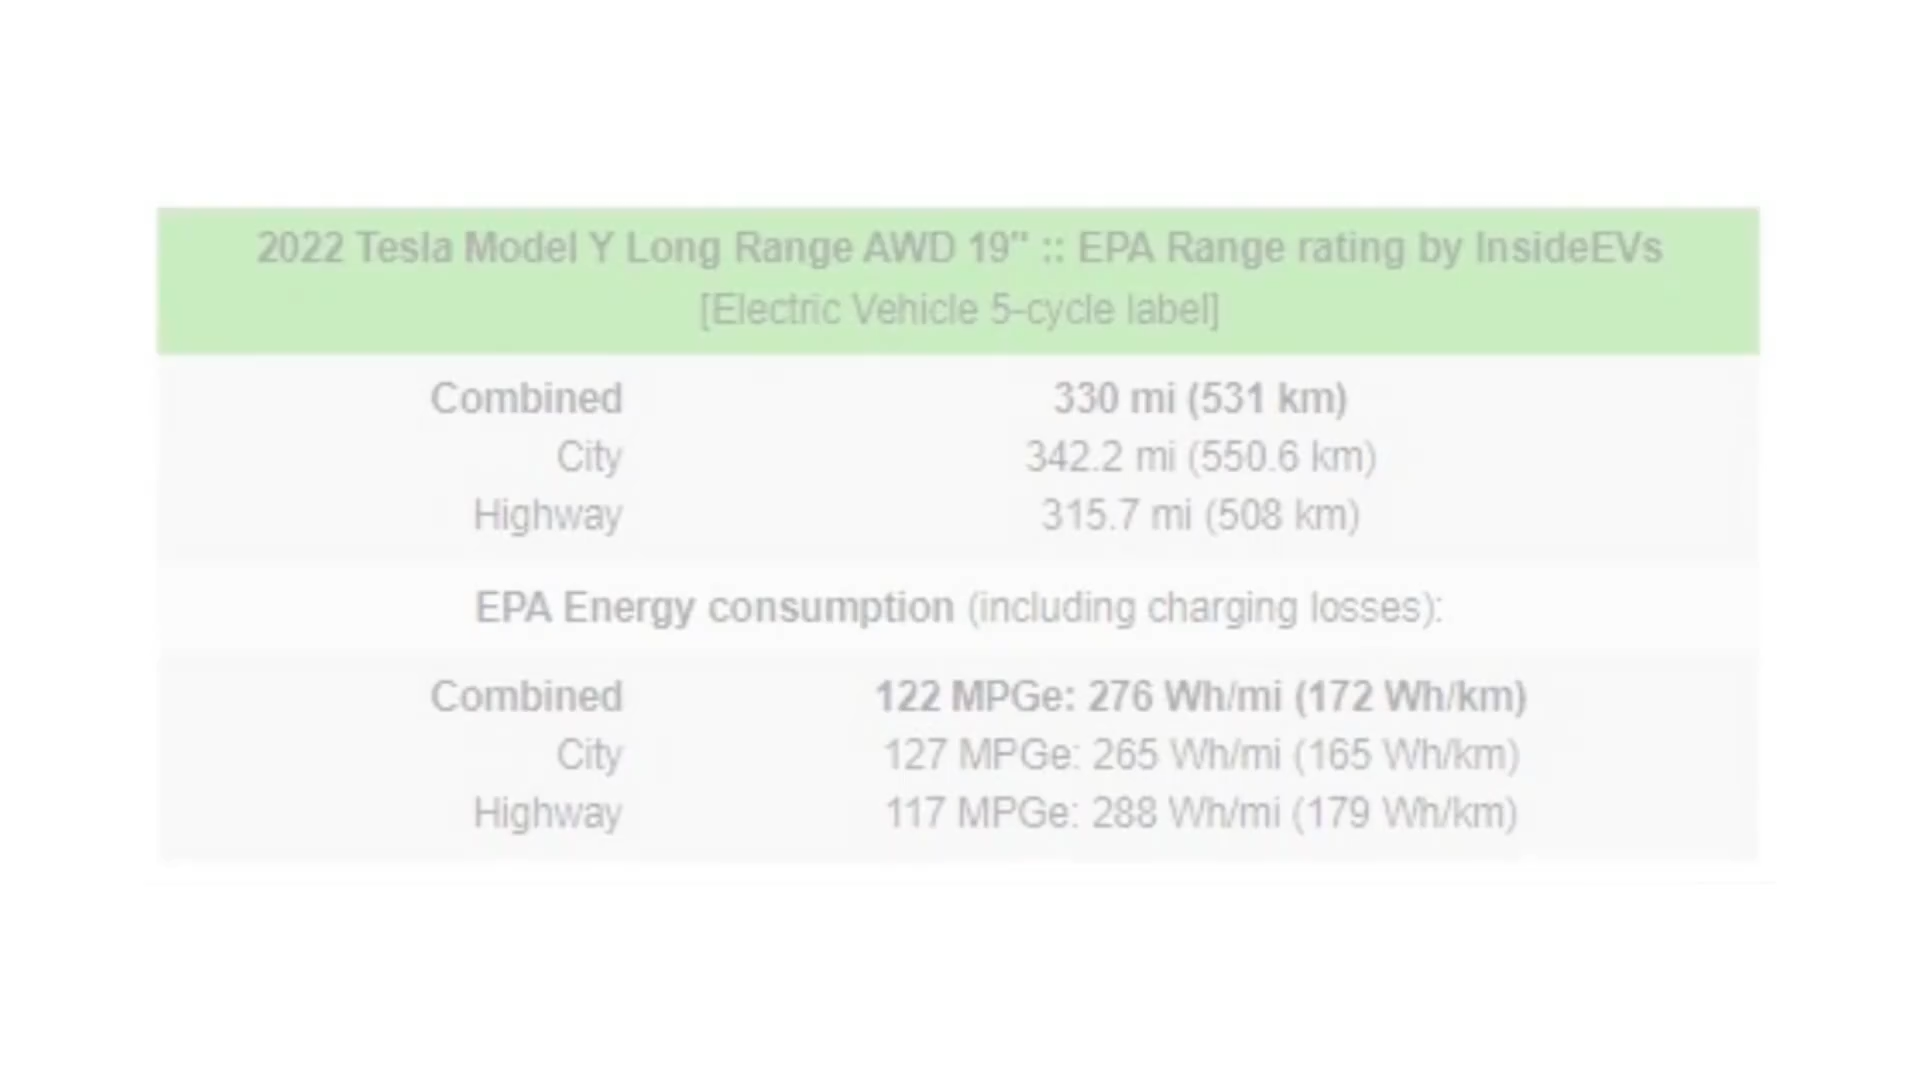 2022 Tesla Model Y Long Range AWD 19" :: EPA Range rating by InsideEVs
[Electric Vehicle 5-cycle label]
Combined 330 mi (531 km)
City 342.2 mi (550.6 km)
Highway 315.7 mi (508 km)
EPA Energy consumption (including charging losses):
Combined 122 MPGe: 276 Wh/mi (172 Wh/km)
City 127 MPGe: 265 Wh/mi (165 Wh/km)
Highway 117 MPGe: 288 Wh/mi (179 Wh/km)